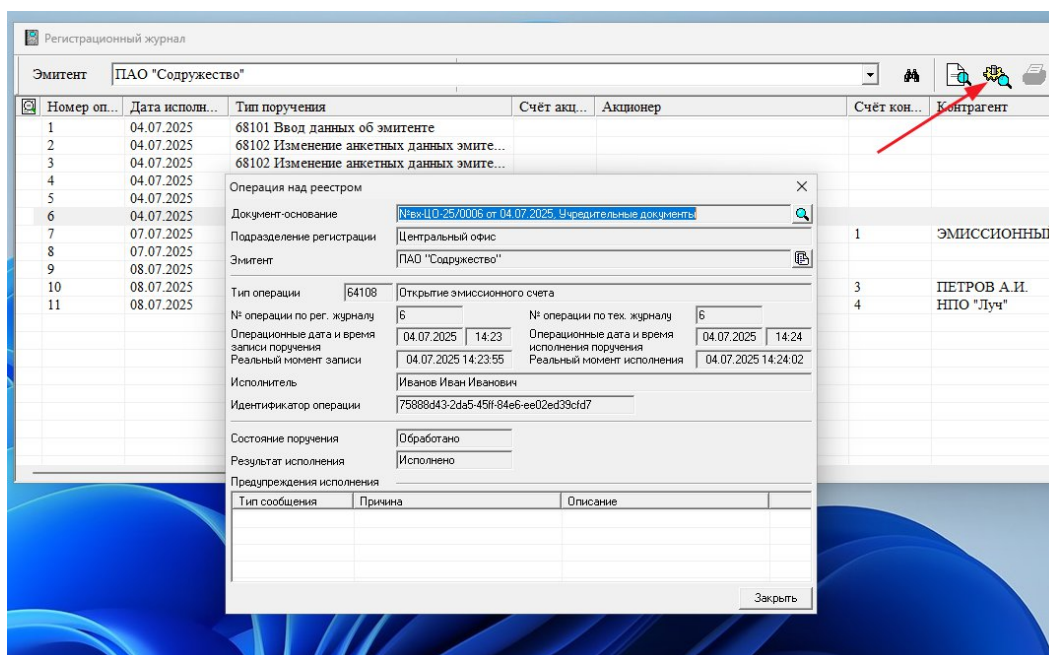 Регистрационный журнал
Эмитент ПАО "Содружество"
Номер оп... Дата исполн... Тип поручения Счёт акц... Акционер Счёт кон... Контрагент
1 04.07.2025 68101 Ввод данных об эмитенте
2 04.07.2025 68102 Изменение анкетных данных эмите...
3 04.07.2025 68102 Изменение анкетных данных эмите...
4 04.07.2025
5 04.07.2025
6 04.07.2025
7 07.07.2025 1 ЭМИССИОННЫ
8 07.07.2025
9 08.07.2025
10 08.07.2025 3 ПЕТРОВ А.И.
11 08.07.2025 4 НПО "Луч"
Операция над реестром
Документ-основание №вх-ЦО-25/0006 от 04.07.2025, Учредительные документы
Подразделение регистрации Центральный офис
Эмитент ПАО "Содружество"
Тип операции 64108 Открытие эмиссионного счета
№ операции по рег. журналу 6 № операции по тех. журналу 6
Операционные дата и время записи поручения 04.07.2025 14:23 Операционные дата и время исполнения поручения 04.07.2025 14:24
Реальный момент записи 04.07.2025 14:23:55 Реальный момент исполнения 04.07.2025 14:24:02
Исполнитель Иванов Иван Иванович
Идентификатор операции 75888d43-2da5-45ff-84e6-ee02ed39cfd7
Состояние поручения Обработано
Результат исполнения Исполнено
Предупреждения исполнения
Тип сообщения Причина Описание
Закрыть